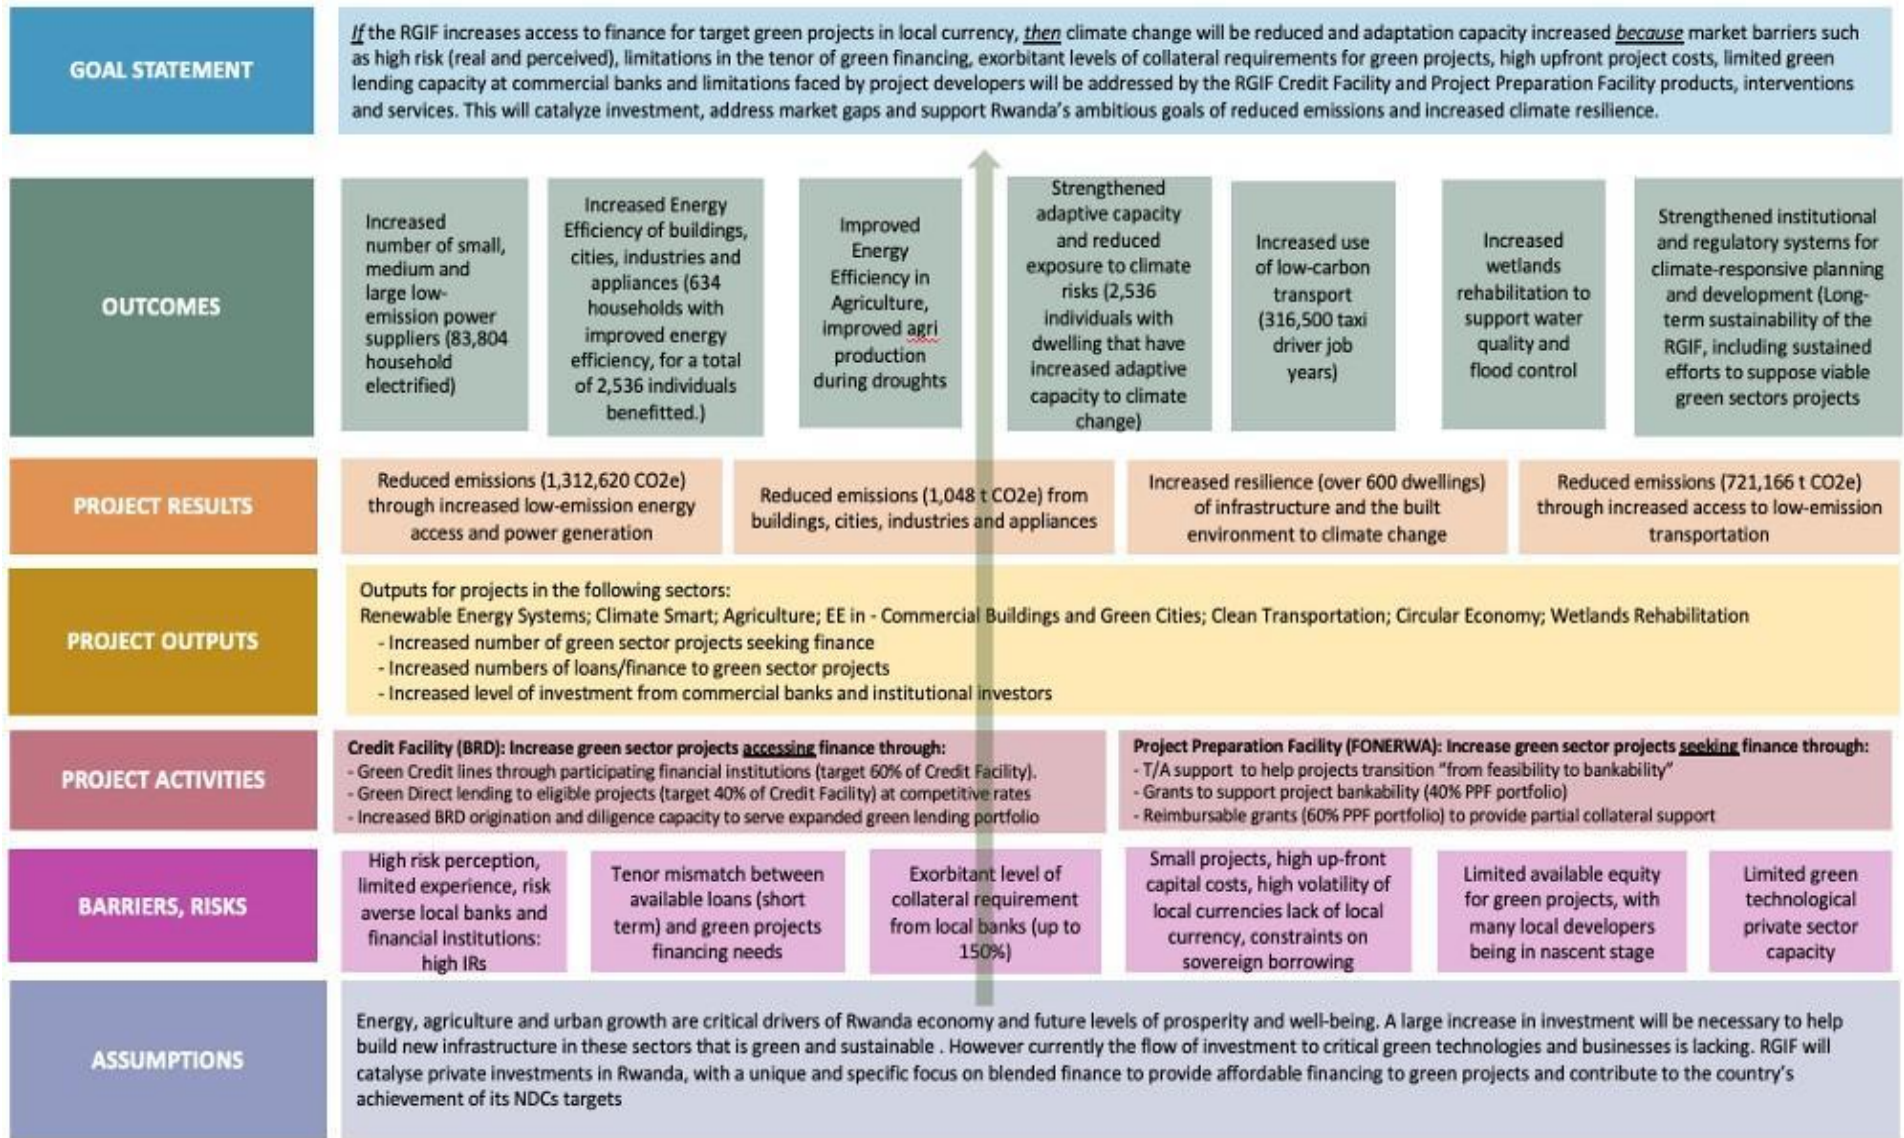 GOAL STATEMENT
If the RGIF increases access to finance for target green projects in local currency, then climate change will be reduced and adaptation capacity increased because market barriers such
as high risk (real and perceived), limitations in the tenor of green financing, exorbitant levels of collateral requirements for green projects, high upfront project costs, limited green
lending capacity at commercial banks and limitations faced by project developers will be addressed by the RGIF Credit Facility and Project Preparation Facility products, interventions
and services. This will catalyze investment, address market gaps and support Rwanda's ambitious goals of reduced emissions and increased climate resilience.
OUTCOMES
Increased
number of small,
medium and
large low-
emission power
suppliers (83,804
household
electrified)
Increased Energy
Efficiency of buildings,
cities, industries and
appliances (634
households with
improved energy
efficiency, for a total
of 2,536 individuals
benefitted.)
Improved
Energy
Efficiency in
Agriculture,
improved agri
production
during droughts
Strengthened
adaptive capacity
and reduced
exposure to climate
risks (2,536
individuals with
dwelling that have
increased adaptive
capacity to climate
change)
Increased use
of low-carbon
transport
(316,500 taxi
driver job
years)
Increased
wetlands
rehabilitation to
support water
quality and
flood control
Strengthened institutional
and regulatory systems for
climate-responsive planning
and development (Long-
term sustainability of the
RGIF, including sustained
efforts to suppose viable
green sectors projects
PROJECT RESULTS
Reduced emissions (1,312,620 CO2e)
through increased low-emission energy
access and power generation
Reduced emissions (1,048 t CO2e) from
buildings, cities, industries and appliances
Increased resilience (over 600 dwellings)
of infrastructure and the built
environment to climate change
Reduced emissions (721,166 t CO2e)
through increased access to low-emission
transportation
PROJECT OUTPUTS
Outputs for projects in the following sectors:
Renewable Energy Systems; Climate Smart; Agriculture; EE in - Commercial Buildings and Green Cities; Clean Transportation; Circular Economy; Wetlands Rehabilitation
- Increased number of green sector projects seeking finance
- Increased numbers of loans/finance to green sector projects
- Increased level of investment from commercial banks and institutional investors
PROJECT ACTIVITIES
Credit Facility (BRD): Increase green sector projects accessing finance through:
- Green Credit lines through participating financial institutions (target 60% of Credit Facility).
- Green Direct lending to eligible projects (target 40% of Credit Facility) at competitive rates
- Increased BRD origination and diligence capacity to serve expanded green lending portfolio
Project Preparation Facility (FONERWA): Increase green sector projects seeking finance through:
- T/A support to help projects transition "from feasibility to bankability"
- Grants to support project bankability (40% PPF portfolio)
- Reimbursable grants (60% PPF portfolio) to provide partial collateral support
BARRIERS, RISKS
High risk perception,
limited experience, risk
averse local banks and
financial institutions:
high IRs
Tenor mismatch between
available loans (short
term) and green projects
financing needs
Exorbitant level of
collateral requirement
from local banks (up to
150%)
Small projects, high up-front
capital costs, high volatility of
local currencies lack of local
currency, constraints on
sovereign borrowing
Limited available equity
for green projects, with
many local developers
being in nascent stage
Limited green
technological
private sector
capacity
ASSUMPTIONS
Energy, agriculture and urban growth are critical drivers of Rwanda economy and future levels of prosperity and well-being. A large increase in investment will be necessary to help
build new infrastructure in these sectors that is green and sustainable . However currently the flow of investment to critical green technologies and businesses is lacking. RGIF will
catalyse private investments in Rwanda, with a unique and specific focus on blended finance to provide affordable financing to green projects and contribute to the country's
achievement of its NDCs targets